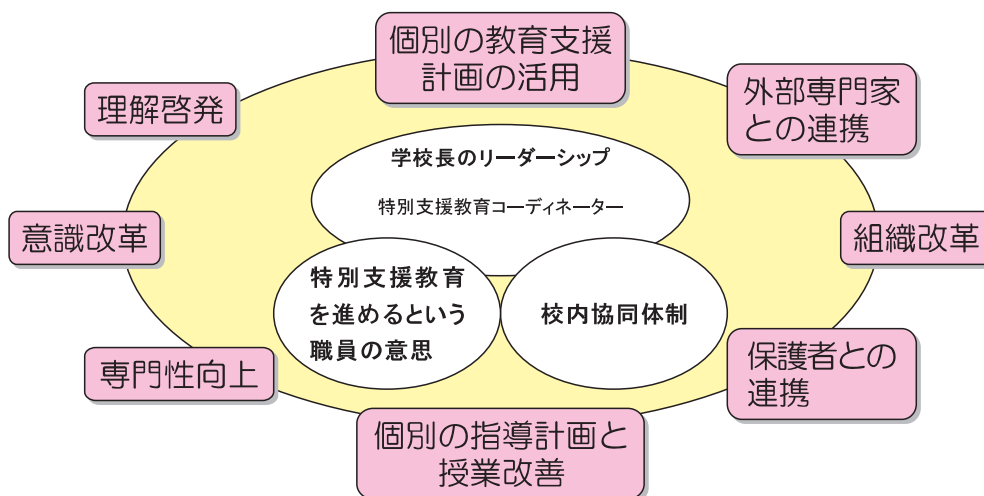 個別の教育支援
計画の活用
理解啓発
外部専門家
との連携
学校長のリーダーシップ
特別支援教育コーディネーター
意識改革
組織改革
特別支援教育
を進めるという
職員の意思
校内協同体制
専門性向上
保護者との
連携
個別の指導計画と
授業改善